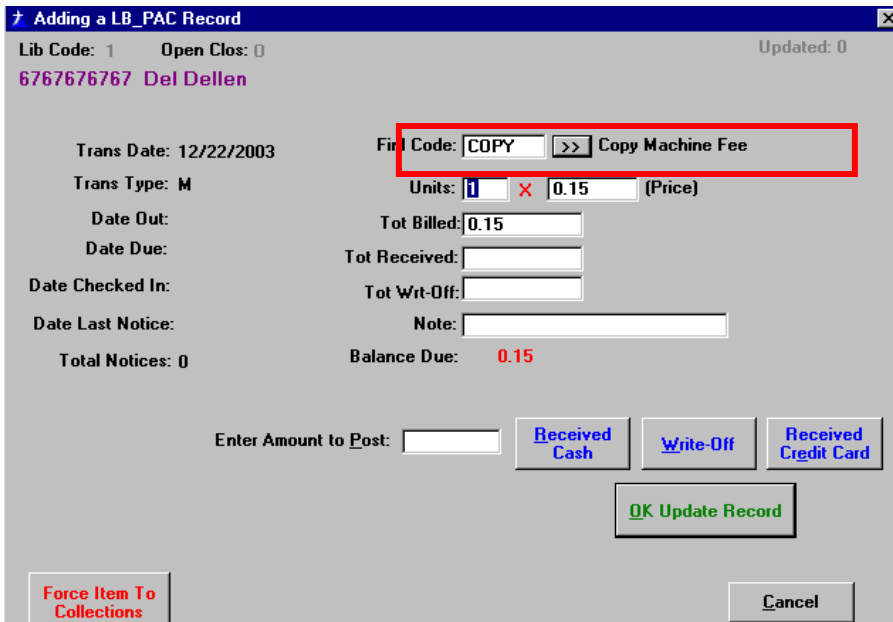 Adding a LB_PAC Record
Lib Code: 1 Open Clos: 0 Updated: 0
6767676767 Del Dellen
Trans Date: 12/22/2003
Trans Type: M
Date Out:
Date Due:
Date Checked In:
Date Last Notice:
Total Notices: 0
Finl Code: COPY >> Copy Machine Fee
Units: 1 X 0.15 (Price)
Tot Billed: 0.15
Tot Received:
Tot Wrt-Off:
Note:
Balance Due: 0.15
Enter Amount to Post:
Received
Cash
Write-Off
Received
Credit Card
OK Update Record
Force Item To
Collections
Cancel